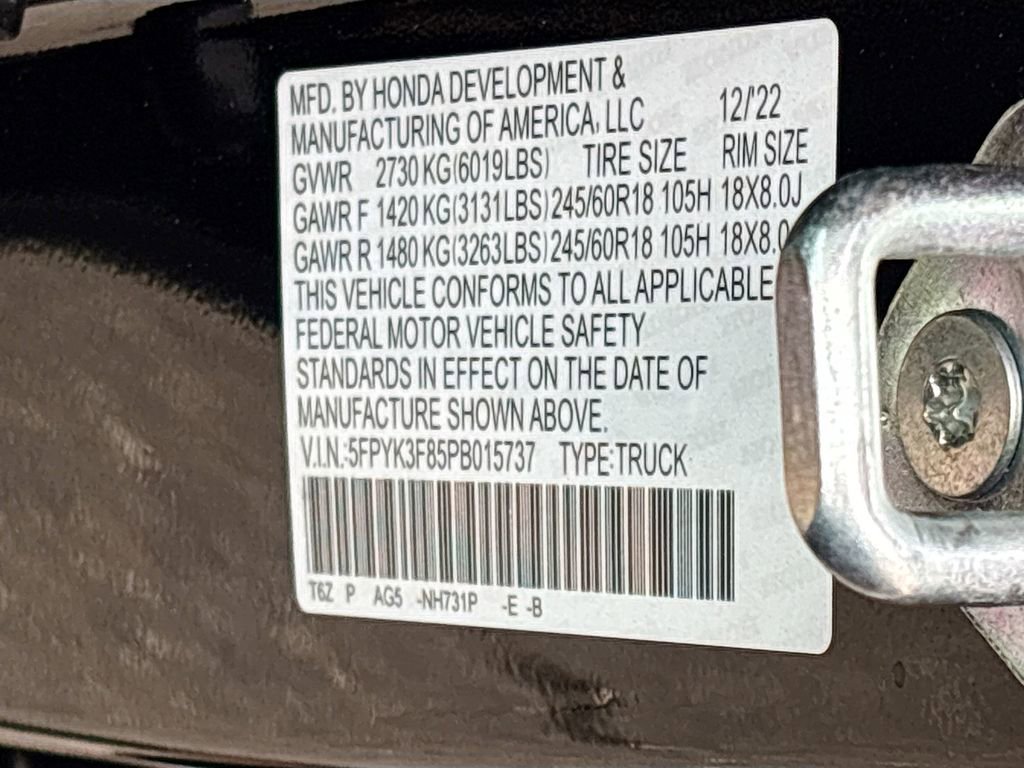 MFD. BY HONDA DEVELOPMENT &
MANUFACTURING OF AMERICA, LLC 12/'22
GVWR 2730 KG(6019LBS) TIRE SIZE RIM SIZE
GAWR F 1420 KG(3131LBS) 245/60R18 105H 18X8.0J
GAWR R 1480 KG(3263LBS) 245/60R18 105H 18X8.0
THIS VEHICLE CONFORMS TO ALL APPLICABLE
FEDERAL MOTOR VEHICLE SAFETY
STANDARDS IN EFFECT ON THE DATE OF
MANUFACTURE SHOWN ABOVE.
V.I.N.:5FPYK3F85PB015737 TYPE:TRUCK
T6Z P AG5 -NH731P -E -B